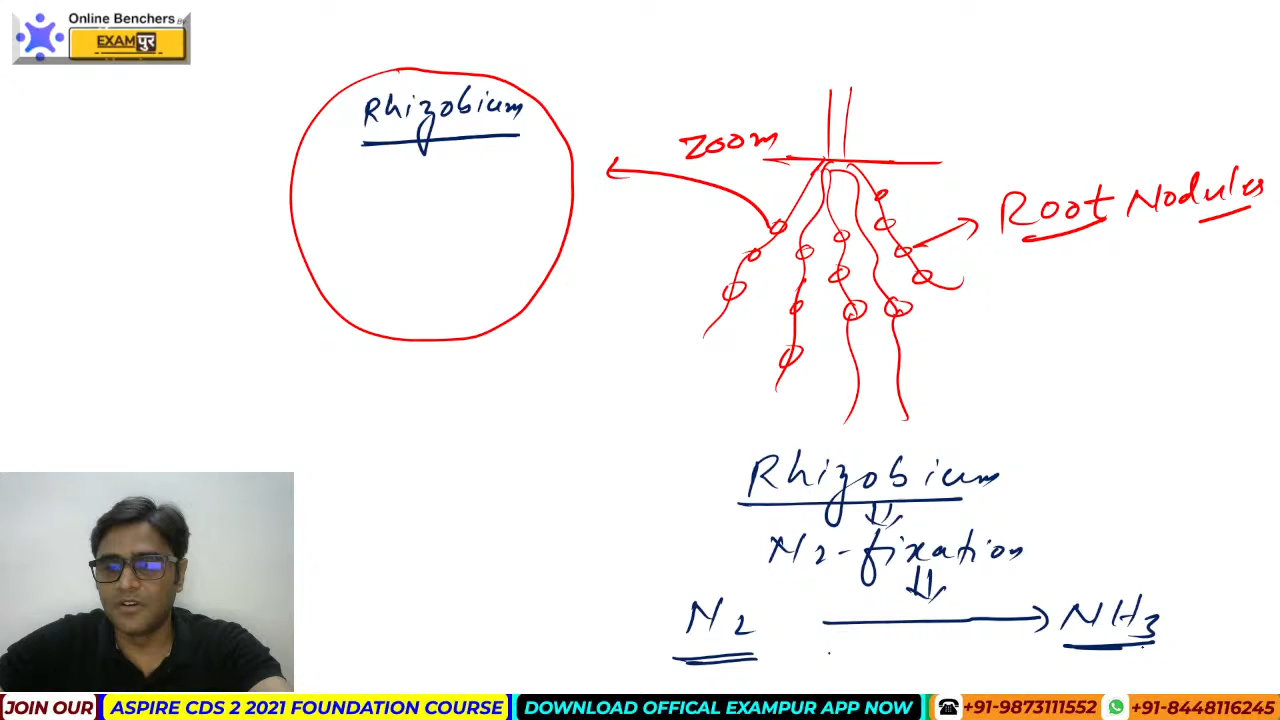 Online Benchers By
EXAMपुर
Rhizobium
Zoom
Root Nodules
Rhizobium
N2-fixation
N2
NH3
JOIN OUR
ASPIRE CDS 2 2021 FOUNDATION COURSE
DOWNLOAD OFFICAL EXAMPUR APP NOW
+91-9873111552
+91-8448116245